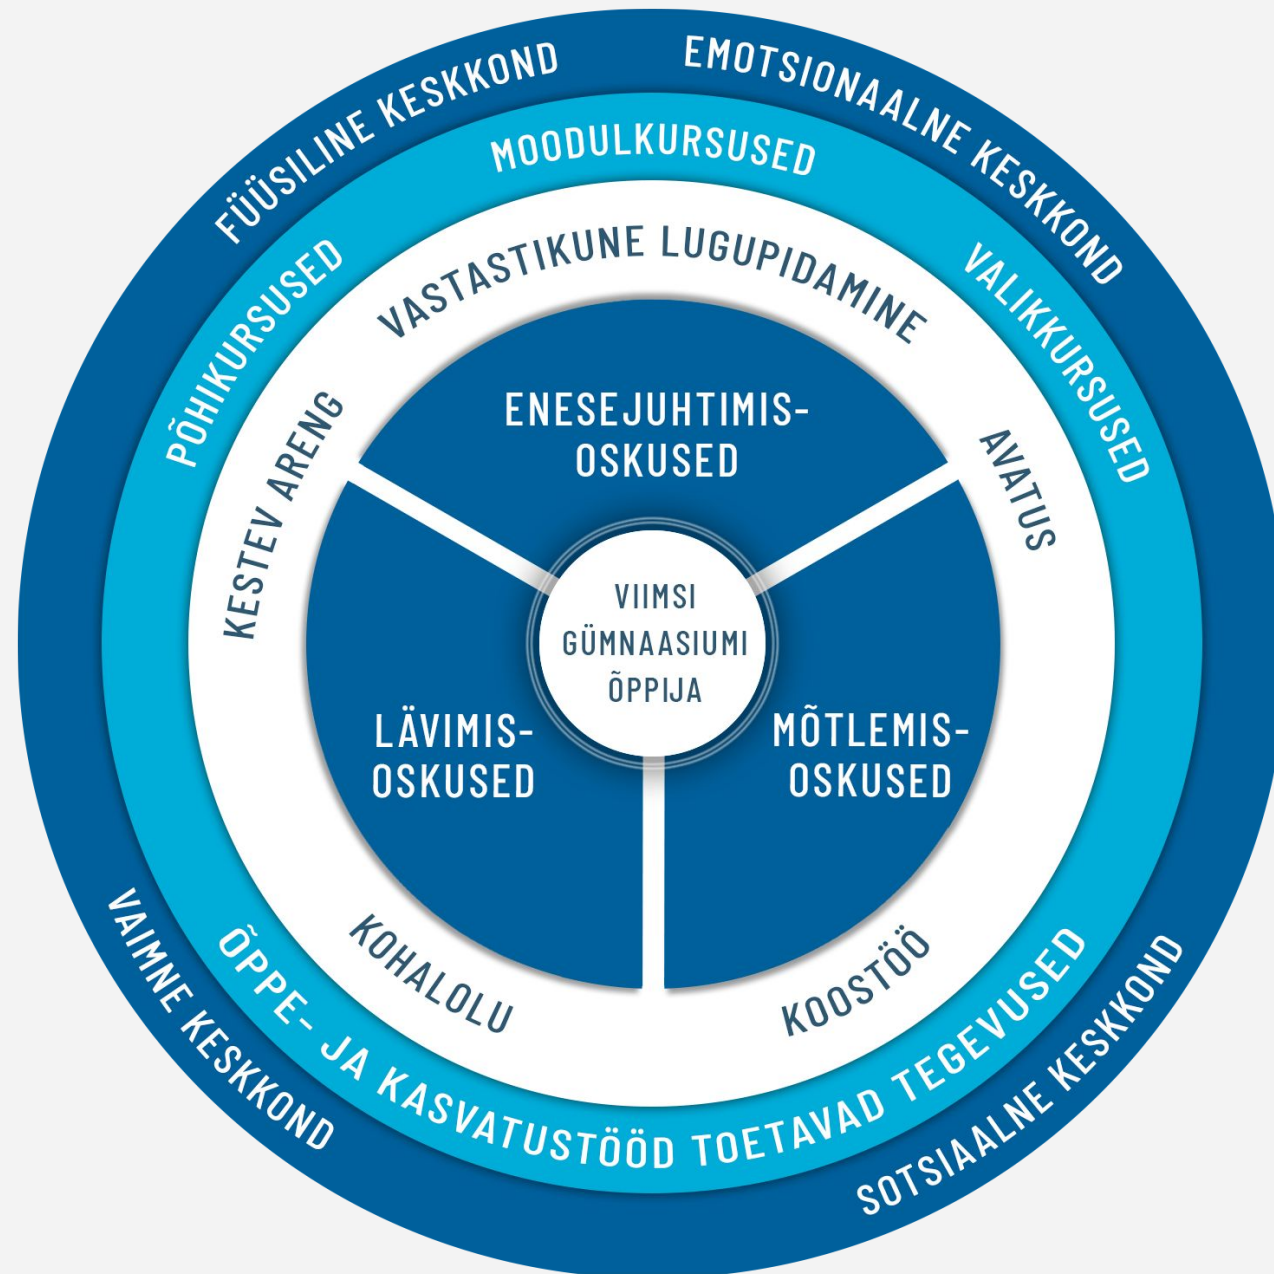 FÜÜSILINE KESKKOND
EMOTSIONAALNE KESKKOND
MOODULKURSUSED
PÕHIKURSUSED
VALIKKURSUSED
VASTASTIKUNE LUGUPIDAMINE
KESTEV ARENG
AVATUS
ENESEJUHTIMIS-
OSKUSED
VIIMSI
GÜMNAASIUMI
ÕPPIJA
LÄVIMIS-
OSKUSED
MÕTLEMIS-
OSKUSED
KOHALOLU
KOOSTÖÖ
ÕPPE- JA KASVATUSTÖÖD TOETAVAD TEGEVUSED
VAIMNE KESKKOND
SOTSIAALNE KESKKOND